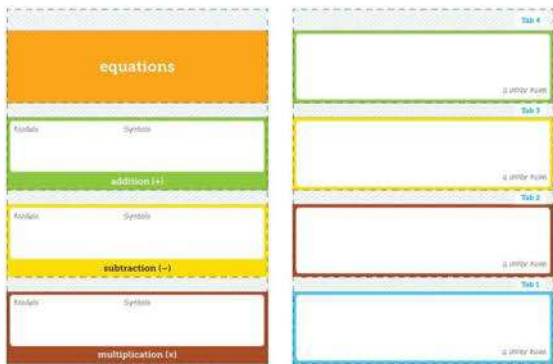 equations
Models Symbols
addition (+)
Models Symbols
subtraction (−)
Models Symbols
multiplication (×)
Tab 4
Tab 3
Tab 2
Tab 1